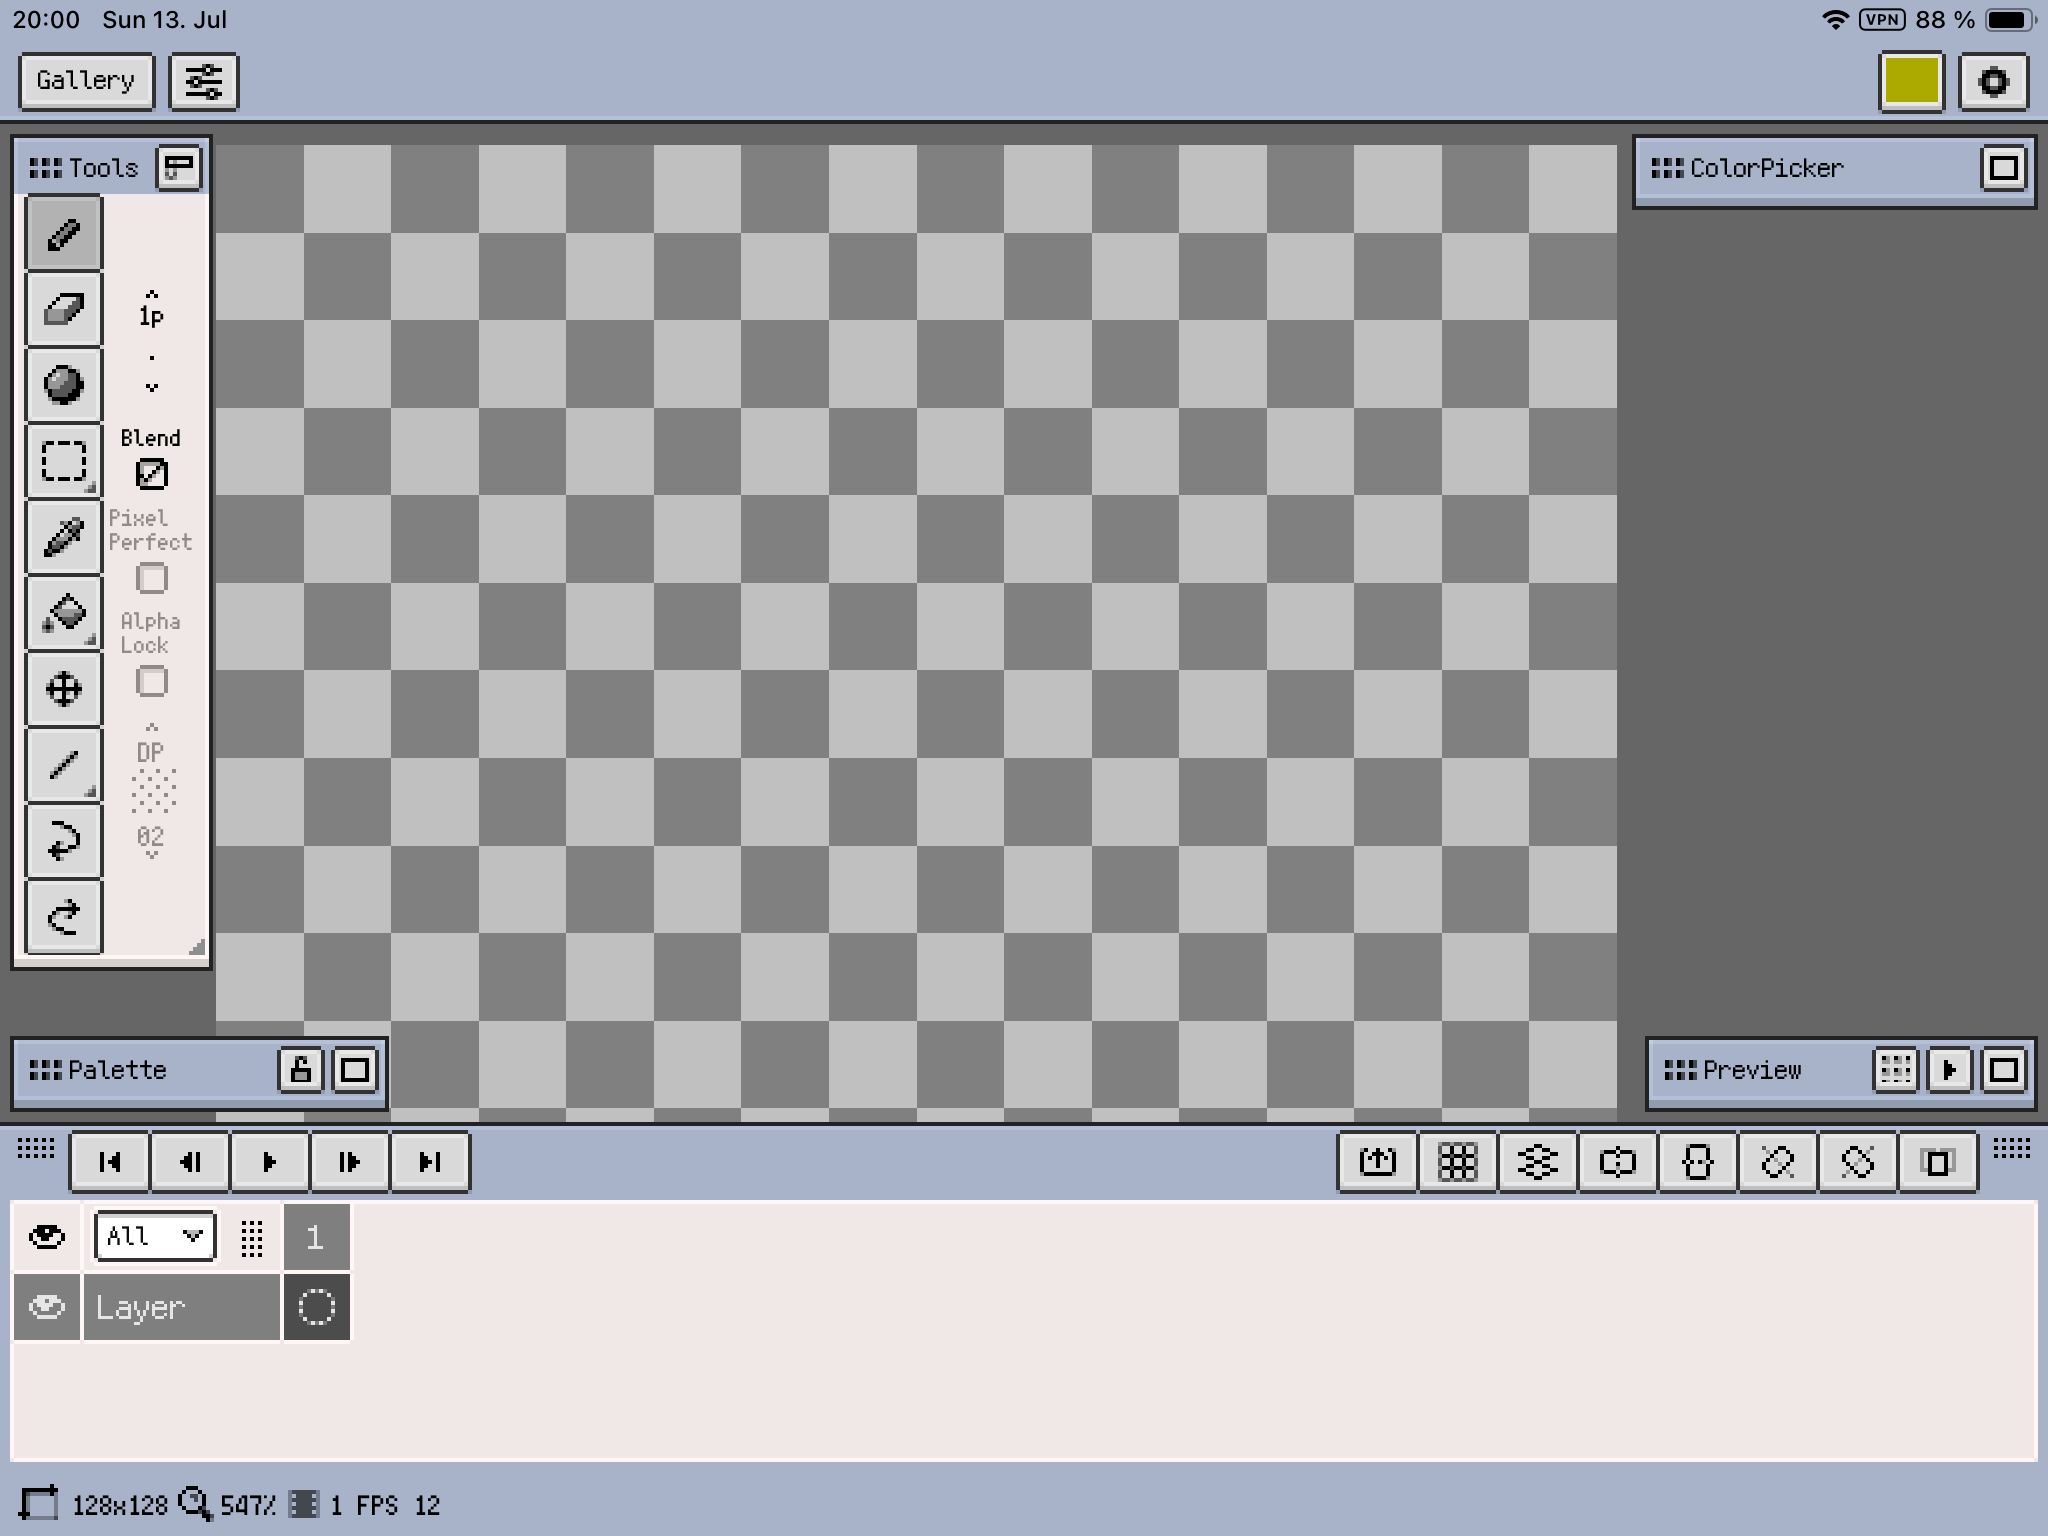 20:00 Sun 13. Jul
VPN 88 %
Gallery
Tools
ColorPicker
1p
Blend
Pixel
Perfect
Alpha
Lock
DP
02
Palette
Preview
All
1
Layer
128x128 547% 1 FPS 12